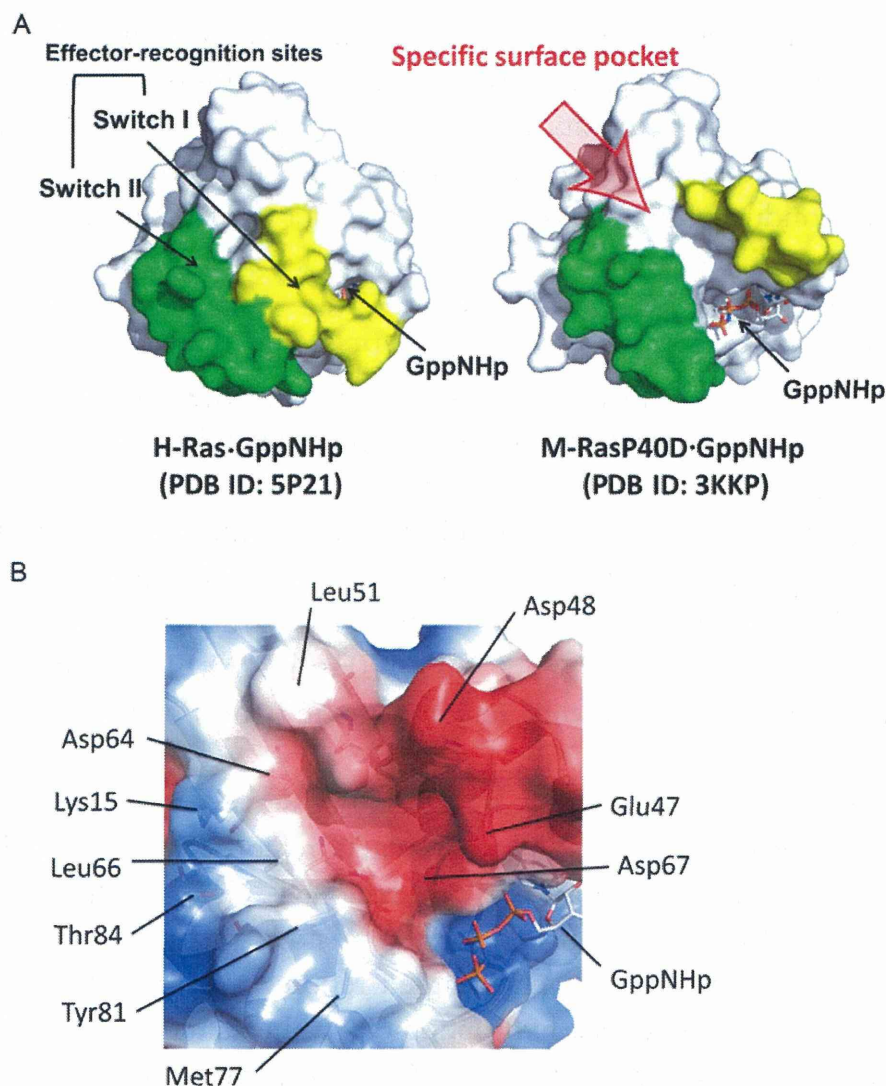 A
Effector-recognition sites
Specific surface pocket
Switch I
Switch II
GppNHp
GppNHp
H-Ras·GppNHp
(PDB ID: 5P21)
M-RasP40D·GppNHp
(PDB ID: 3KKP)
B
Leu51
Asp48
Asp64
Lys15
Glu47
Leu66
Asp67
Thr84
GppNHp
Tyr81
Met77